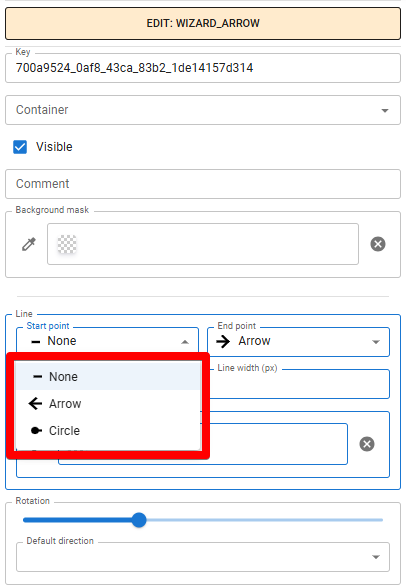 EDIT: WIZARD_ARROW
Key
700a9524_0af8_43ca_83b2_1de14157d314
Container
Visible
Comment
Background mask
Line
Start point
End point
None
Arrow
Line width (px)
None
Arrow
Circle
Rotation
Default direction